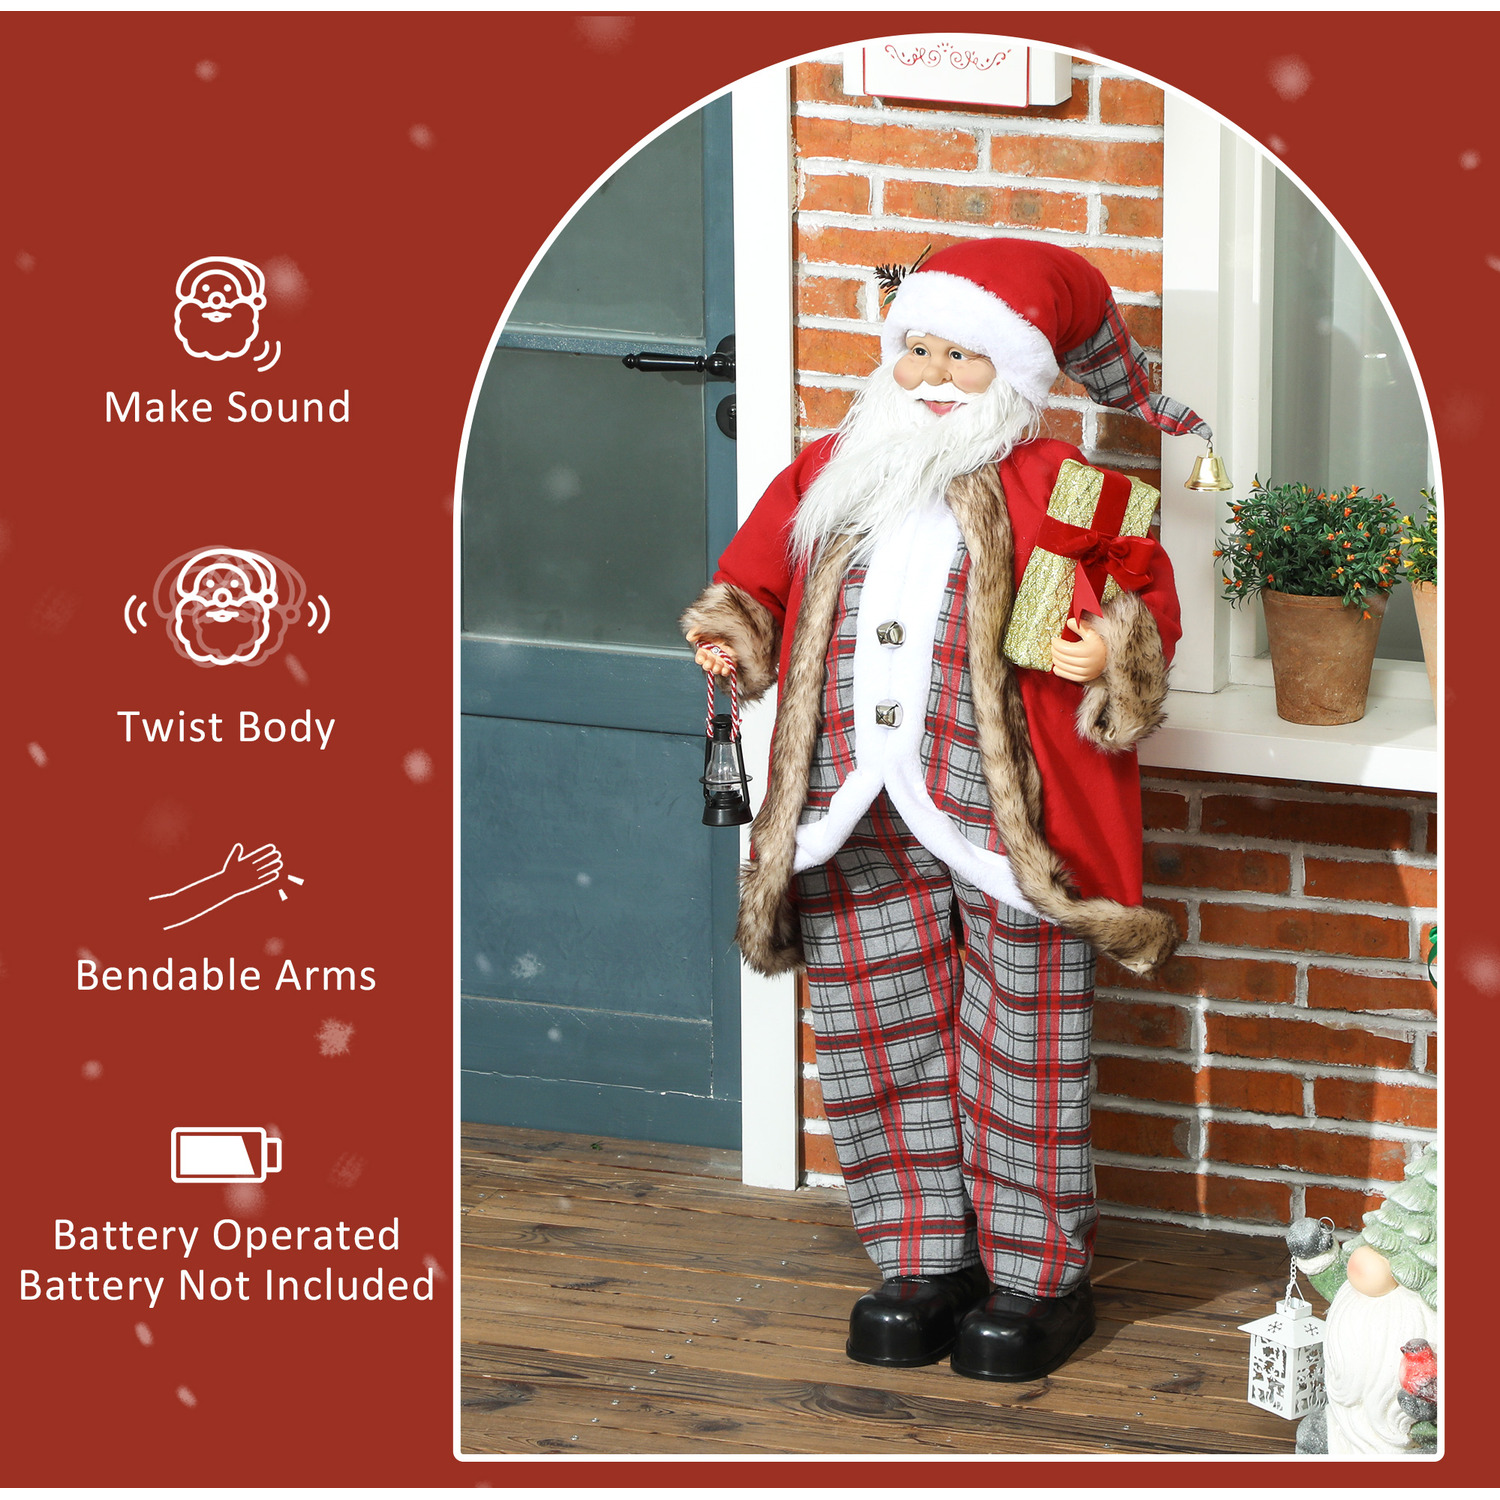 Make Sound
Twist Body
Bendable Arms
Battery Operated
Battery Not Included